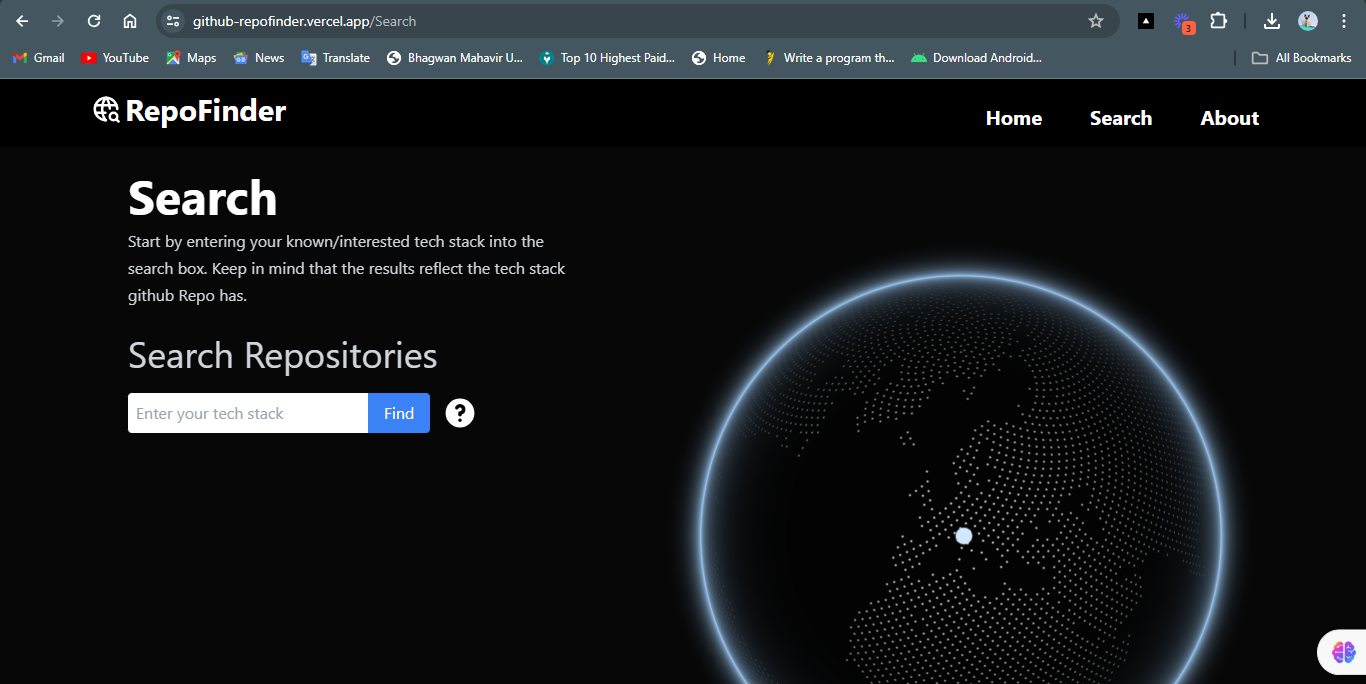 github-repofinder.vercel.app/Search
3
Gmail YouTube Maps News Translate Bhagwan Mahavir U... Top 10 Highest Paid... Home Write a program th... Download Android... All Bookmarks
RepoFinder Home Search About
Search
Start by entering your known/interested tech stack into the
search box. Keep in mind that the results reflect the tech stack
github Repo has.
Search Repositories
Enter your tech stack Find ?